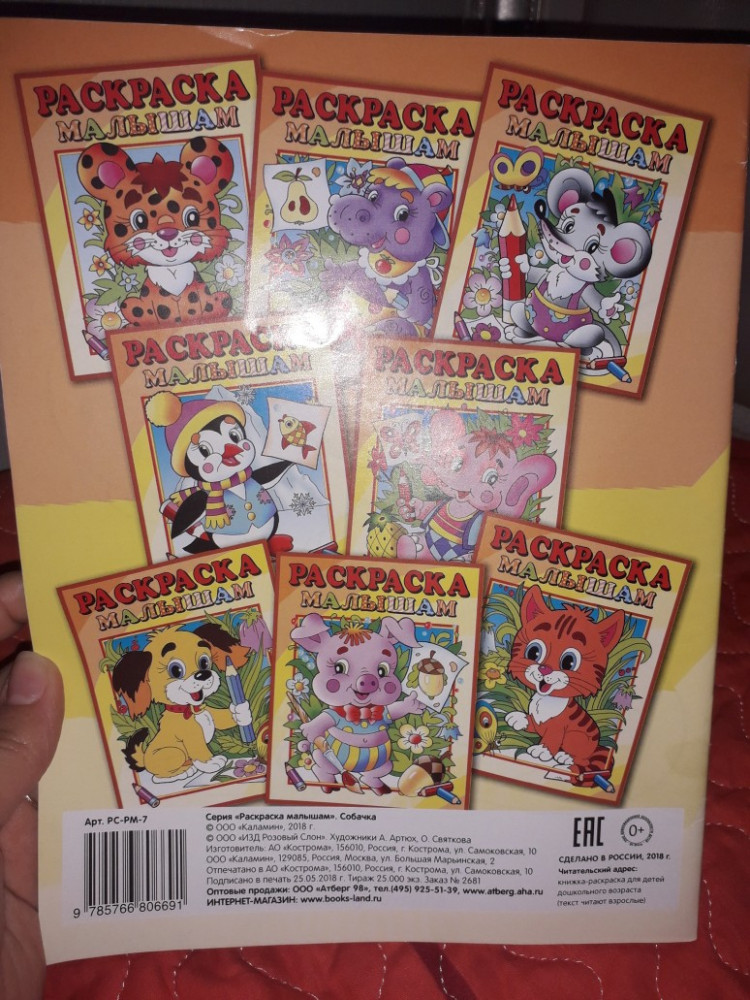 РАСКРАСКА
МАЛЫШАМ
РАСКРАСКА
МАЛЫШАМ
РАСКРАСКА
МАЛЫШАМ
РАСКРАСКА
МАЛЫШАМ
РАСКРАСКА
МАЛЫШАМ
РАСКРАСКА
МАЛЫШАМ
РАСКРАСКА
МАЛЫШАМ
РАСКРАСКА
МАЛЫШАМ
Арт. РС-РМ-7
9 785766 806691
Серия «Раскраска малышам». Собачка
© ООО «Каламин», 2018 г.
© ООО «ИЗД Розовый Слон». Художники А. Артюх, О. Святкова
Изготовитель: АО «Кострома», 156010, Россия, г. Кострома, ул. Самоковская, 10
ООО «Каламин», 129085, Россия, Москва, ул. Большая Марьинская, 2
Отпечатано в АО «Кострома», 156010, Россия, г. Кострома, ул. Самоковская, 10
Подписано в печать 25.05.2018 г. Тираж 25.000 экз. Заказ № 2681
Оптовые продажи: ООО «Атберг 98», тел.(495) 925-51-39, www.atberg.aha.ru
ИНТЕРНЕТ-МАГАЗИН: www.books-land.ru
ЕАС
0+
СДЕЛАНО В РОССИИ, 2018 г.
Читательский адрес:
книжка-раскраска для детей
дошкольного возраста
(текст читают взрослые)